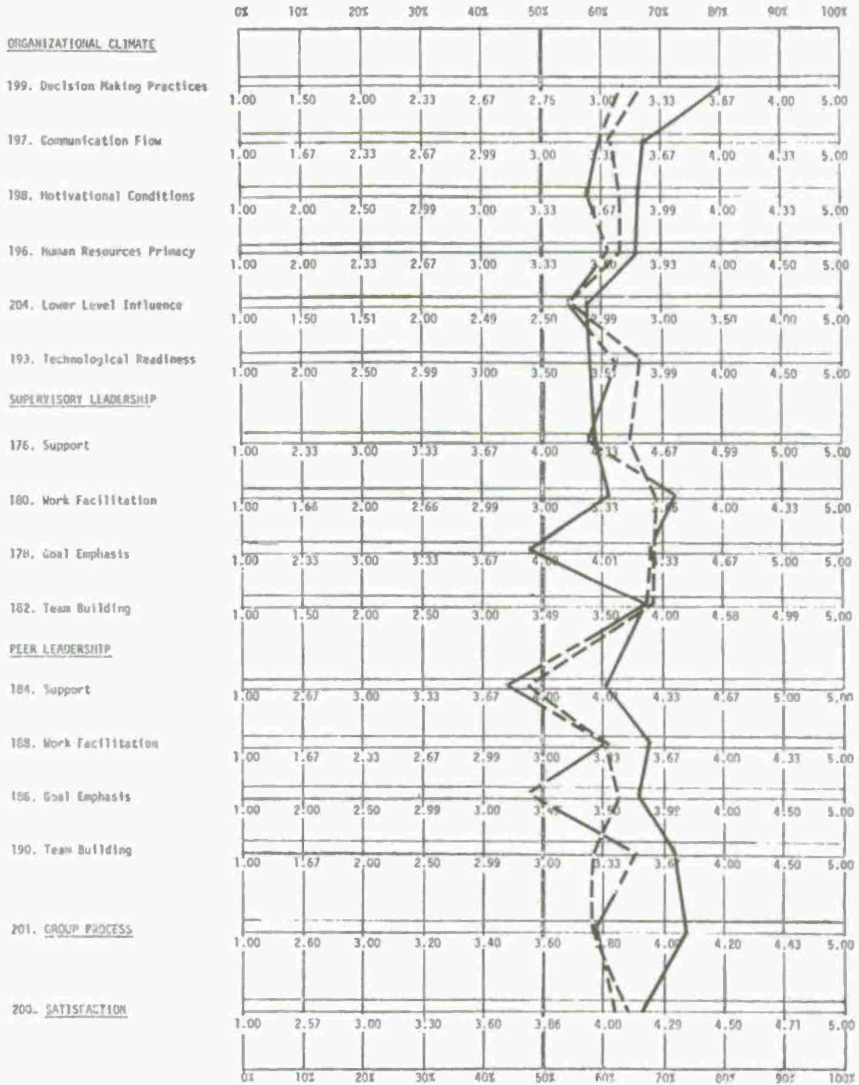 0% 10% 20% 30% 40% 50% 60% 70% 80% 100%
ORGANIZATIONAL CLIMATE
199. Decision Making Practices
1.00 1.50 2.00 2.33 2.67 2.75 3.00 3.33 3.67 4.00 5.00
197. Communication Flow
1.00 1.67 2.33 2.67 2.99 3.00 3.33 3.67 4.00 4.33 5.00
198. Motivational Conditions
1.00 2.00 2.50 2.99 3.00 3.33 3.67 3.99 4.00 4.33 5.00
196. Human Resources Primacy
1.00 2.00 2.33 2.67 3.00 3.33 3.93 4.00 4.50 5.00
204. Lower Level Influence
1.00 1.50 1.51 2.00 2.49 2.50 2.99 3.00 3.50 4.00 5.00
193. Technological Readiness
1.00 2.00 2.50 2.99 3.00 3.50 3.51 3.99 4.00 4.50 5.00
SUPERVISORY LEADERSHIP
176. Support
1.00 2.33 3.00 3.33 3.67 4.00 4.33 4.67 4.99 5.00 5.00
180. Work Facilitation
1.00 1.66 2.00 2.66 2.99 3.00 3.33 4.00 4.33 5.00
178. Goal Emphasis
1.00 2.33 3.00 3.33 3.67 4.00 4.01 4.33 4.67 5.00 5.00
182. Team Building
1.00 1.50 2.00 2.50 3.00 3.49 3.50 4.00 4.58 4.99 5.00
PEER LEADERSHIP
184. Support
1.00 2.67 3.00 3.33 3.67 4.00 4.33 4.67 5.00 5.00
188. Work Facilitation
1.00 1.67 2.33 2.67 2.99 3.00 3.33 3.67 4.00 4.33 5.00
186. Goal Emphasis
1.00 2.00 2.50 2.99 3.00 3.50 3.99 4.00 4.50 5.00
190. Team Building
1.00 1.67 2.00 2.50 2.99 3.00 3.33 3.67 4.00 4.50 5.00
201. GROUP PROCESS
1.00 2.60 3.00 3.20 3.40 3.60 3.80 4.00 4.20 4.43 5.00
200. SATISFACTION
1.00 2.57 3.00 3.30 3.60 3.86 4.00 4.29 4.50 4.71 5.00
0% 10% 20% 30% 40% 50% 60% 70% 80% 100%